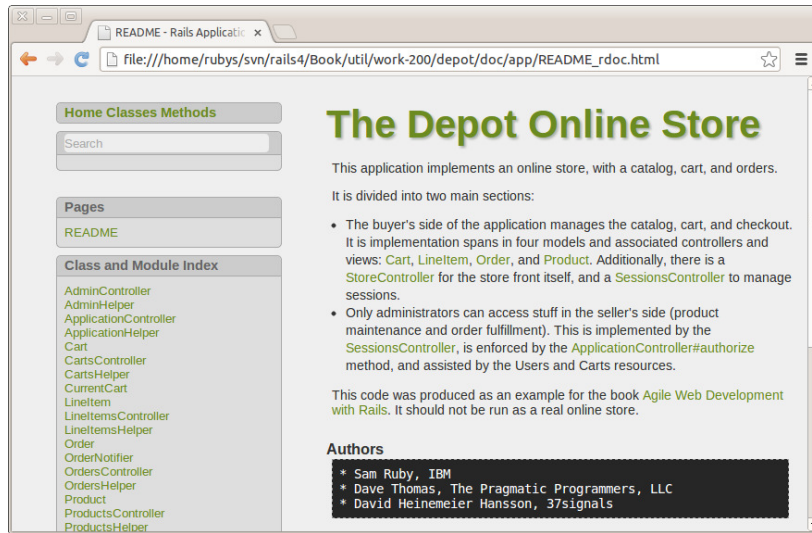 README - Rails Applicatic
file:///home/rubys/svn/rails4/Book/util/work-200/depot/doc/app/README_rdoc.html
Home Classes Methods
Search
Pages
README
Class and Module Index
AdminController
AdminHelper
ApplicationController
ApplicationHelper
Cart
CartsController
CartsHelper
CurrentCart
LineItem
LineItemsController
LineItemsHelper
Order
OrderNotifier
OrdersController
OrdersHelper
Product
ProductsController
ProductsHelper
The Depot Online Store
This application implements an online store, with a catalog, cart, and orders.
It is divided into two main sections:
• The buyer's side of the application manages the catalog, cart, and checkout.
It is implementation spans in four models and associated controllers and
views: Cart, LineItem, Order, and Product. Additionally, there is a
StoreController for the store front itself, and a SessionsController to manage
sessions.
• Only administrators can access stuff in the seller's side (product
maintenance and order fulfillment). This is implemented by the
SessionsController, is enforced by the ApplicationController#authorize
method, and assisted by the Users and Carts resources.
This code was produced as an example for the book Agile Web Development
with Rails. It should not be run as a real online store.
Authors
* Sam Ruby, IBM
* Dave Thomas, The Pragmatic Programmers, LLC
* David Heinemeier Hansson, 37signals